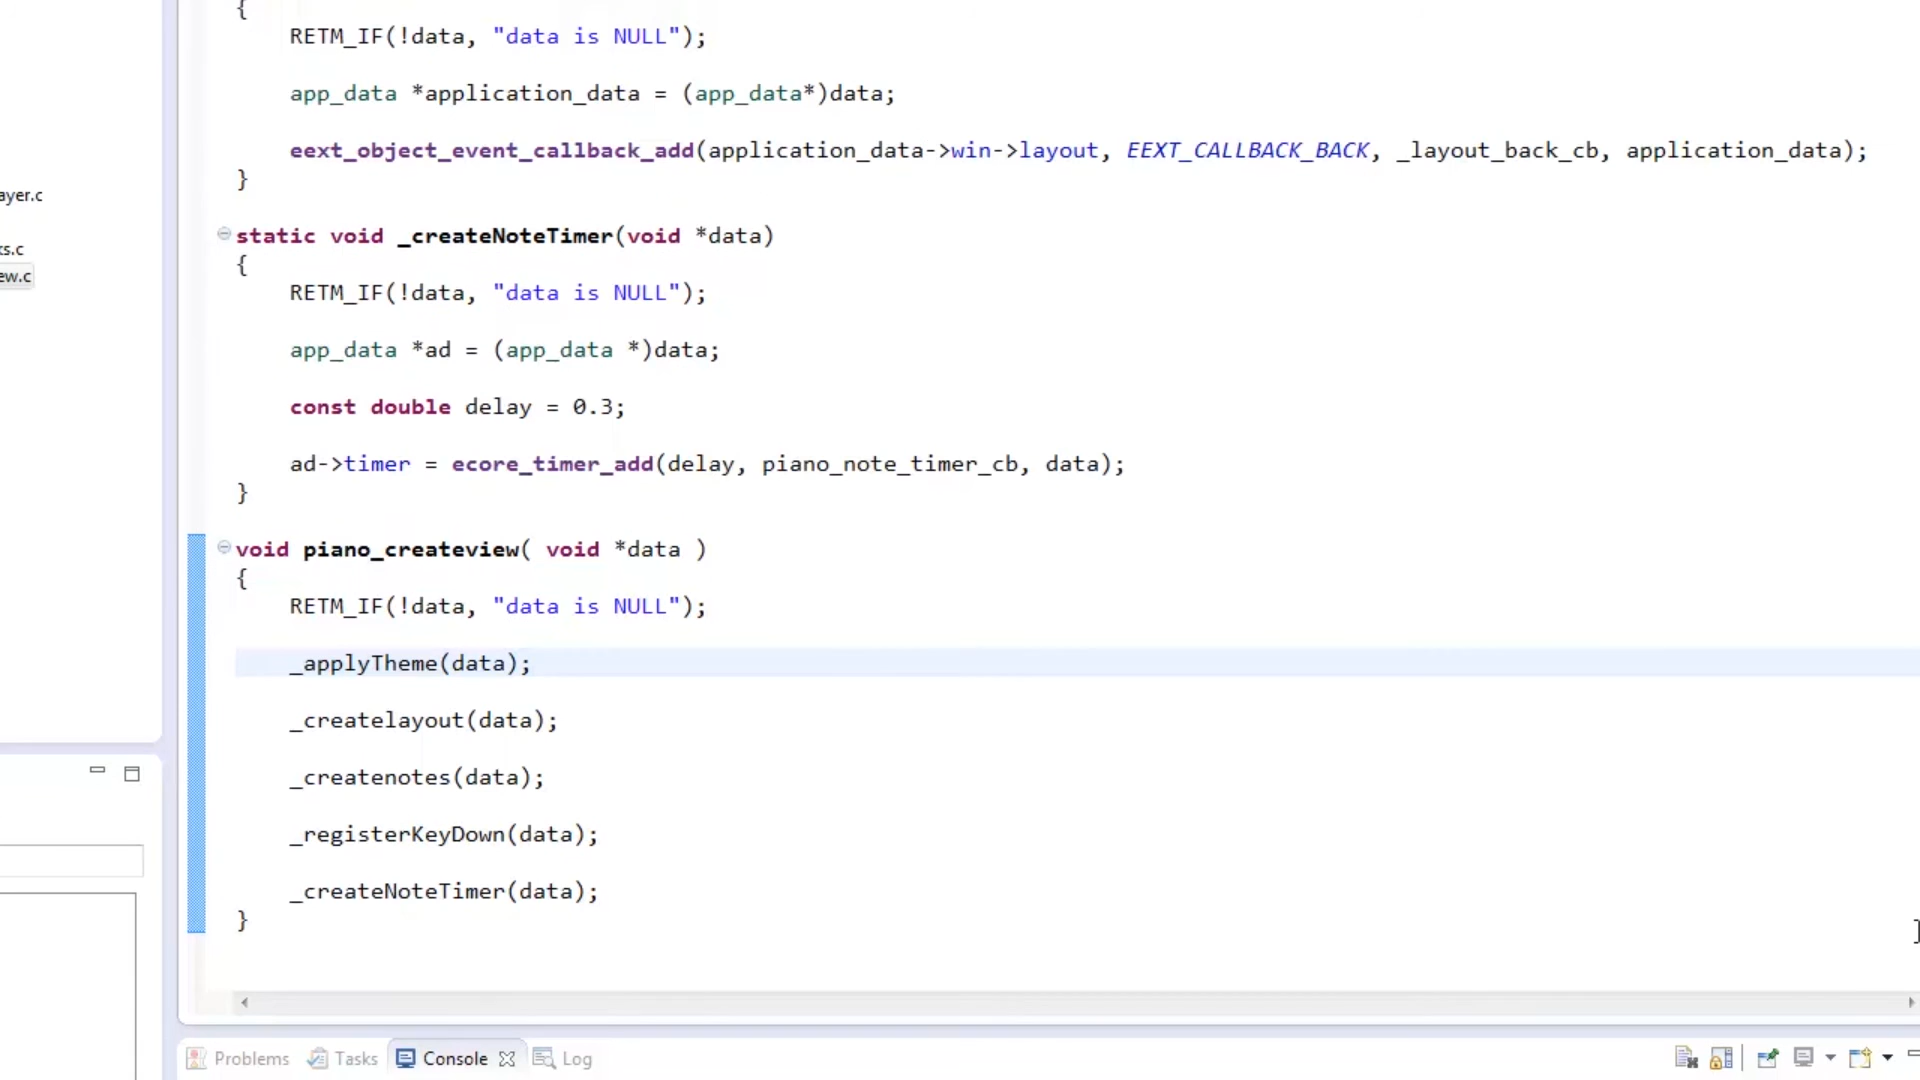 {
RETM_IF(!data, "data is NULL");
app_data *application_data = (app_data*)data;
eext_object_event_callback_add(application_data->win->layout, EEXT_CALLBACK_BACK, _layout_back_cb, application_data);
}
ayer.c
ts.c
ew.c
static void _createNoteTimer(void *data)
{
RETM_IF(!data, "data is NULL");
app_data *ad = (app_data *)data;
const double delay = 0.3;
ad->timer = ecore_timer_add(delay, piano_note_timer_cb, data);
}
void piano_createview( void *data )
{
RETM_IF(!data, "data is NULL");
_applyTheme(data);
_createlayout(data);
_createnotes(data);
_registerKeyDown(data);
_createNoteTimer(data);
}
Problems Tasks Console Log